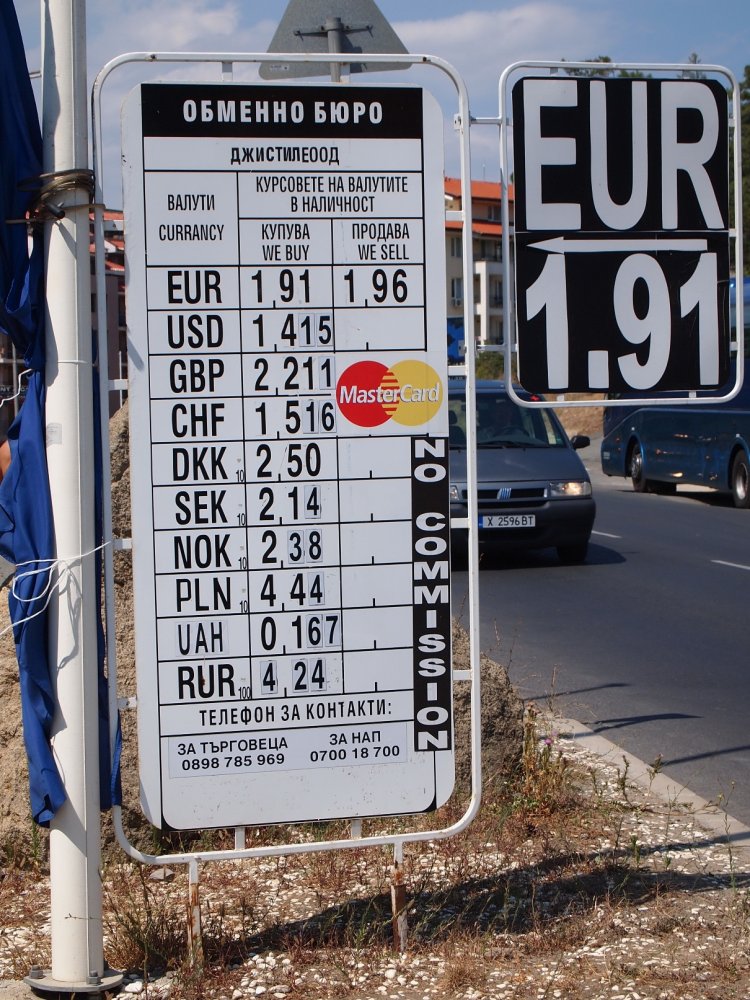 ОБМЕННО БЮРО
ДЖИСТИЛЕООД
ВАЛУТИ
CURRANCY
КУРСОВЕТЕ НА ВАЛУТИТЕ
В НАЛИЧНОСТ
КУПУВА
WE BUY
ПРОДАВА
WE SELL
EUR 1,91 1,96
USD 1,415
GBP 2,211
CHF 1,516
DKK 10 2,50
SEK 10 2,14
NOK 10 2,38
PLN 10 4,44
UAH 0,167
RUR 100 4,24
MasterCard
NO COMMISSION
ТЕЛЕФОН ЗА КОНТАКТИ:
ЗА ТЪРГОВЕЦА
0898 785 969
ЗА НАП
0700 18 700
EUR
1.91
X 2596 BT